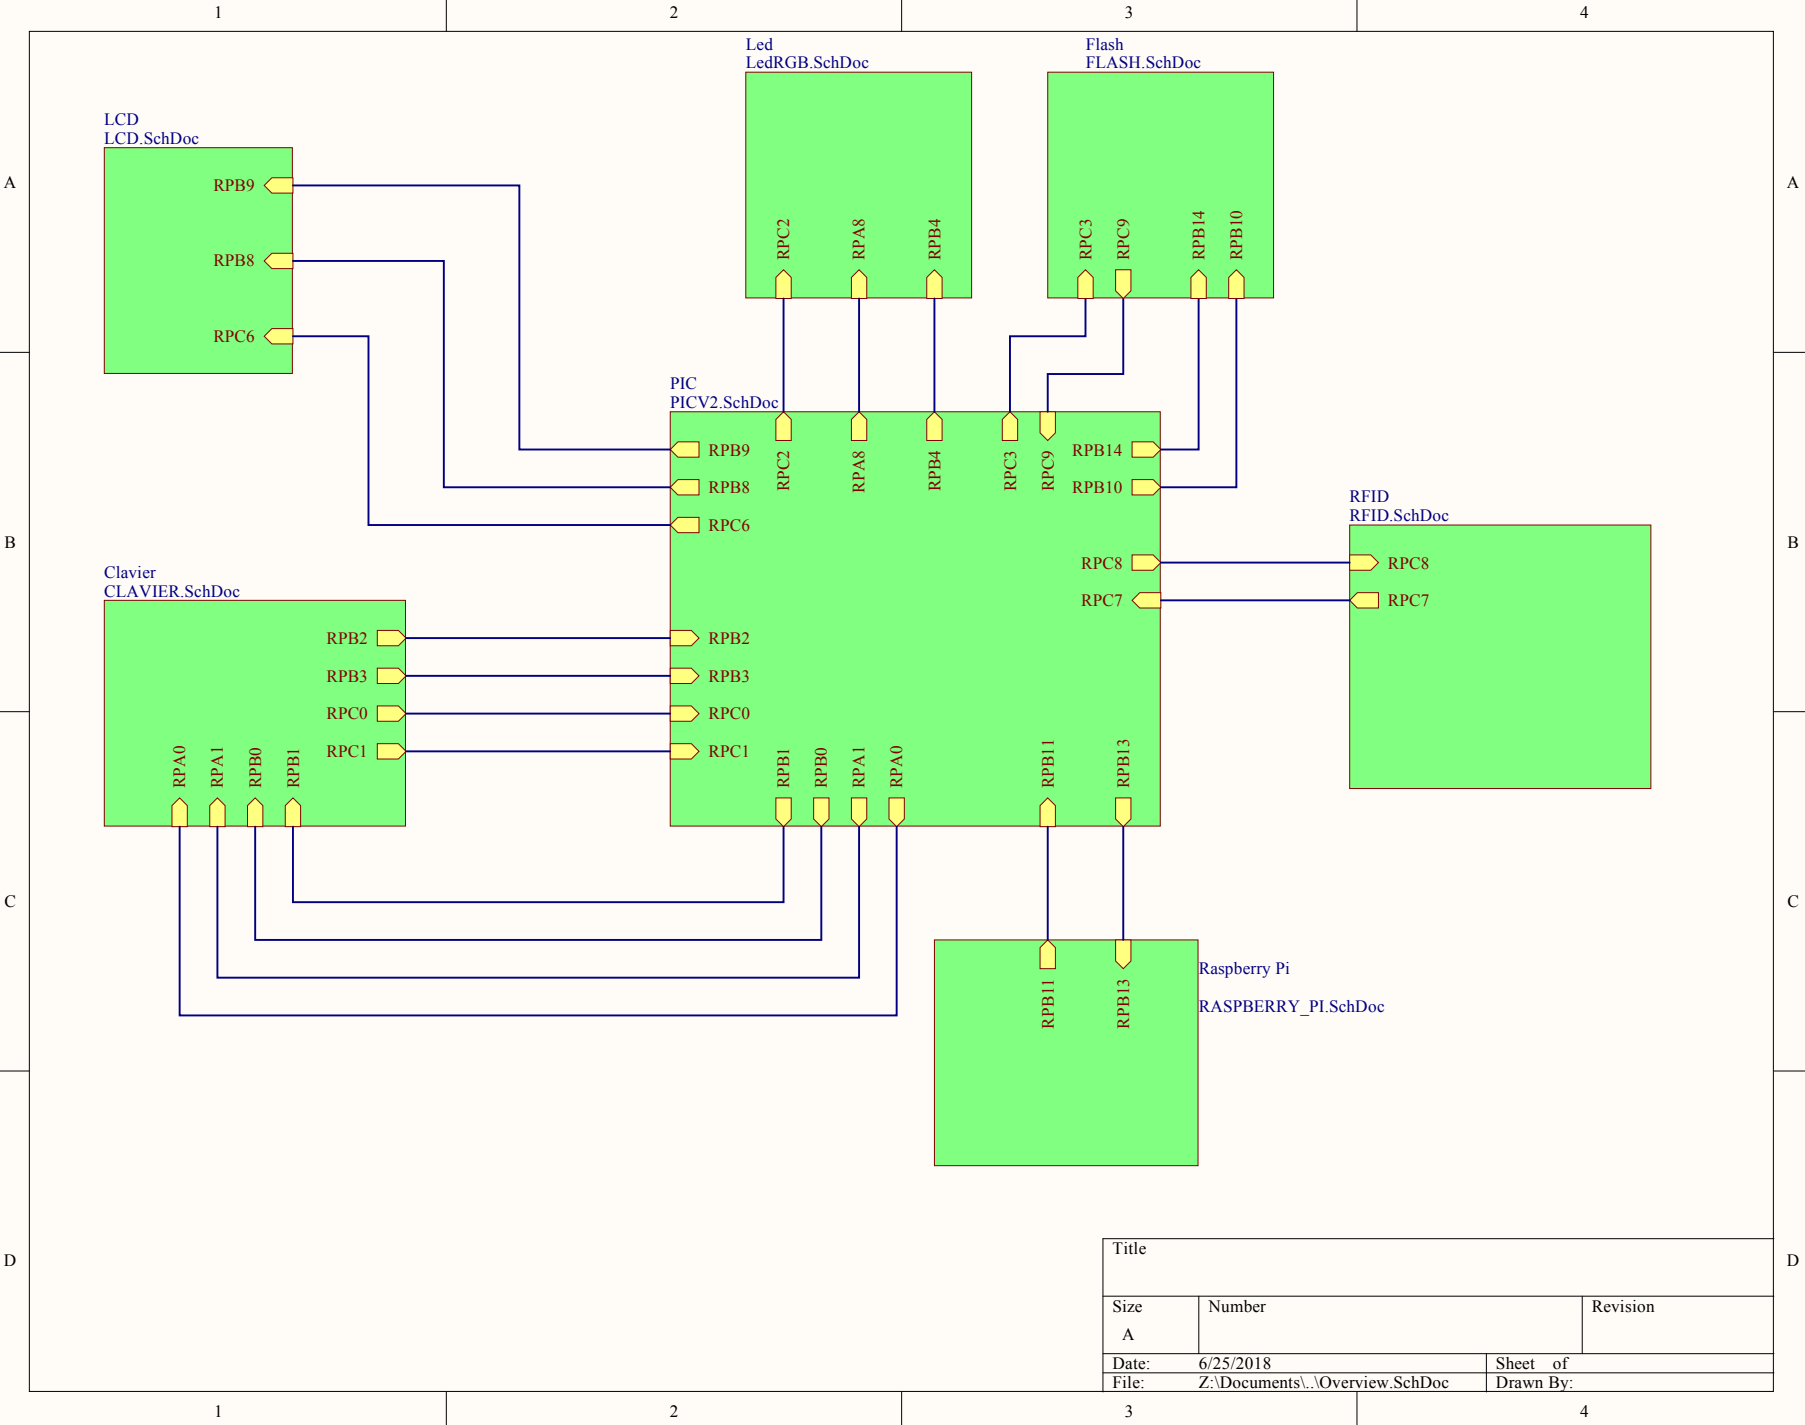 1 2 3 4
Led
LedRGB.SchDoc
Flash
FLASH.SchDoc
LCD
LCD.SchDoc
A A
RPB9
RPB8
RPC6
RPC2 RPA8 RPB4
RPC3 RPC9 RPB14 RPB10
PIC
PICV2.SchDoc
RPB9
RPB8
RPC6
RPC2 RPA8 RPB4 RPC3 RPC9
RPB14
RPB10
RFID
RFID.SchDoc
B B
RPC8 RPC8
RPC7 RPC7
Clavier
CLAVIER.SchDoc
RPB2 RPB2
RPB3 RPB3
RPC0 RPC0
RPC1 RPC1
RPA0 RPA1 RPB0 RPB1
RPB1 RPB0 RPA1 RPA0
RPB11 RPB13
C C
RPB11 RPB13
Raspberry Pi
RASPBERRY_PI.SchDoc
D D
Title
Size Number Revision
A
Date: 6/25/2018 Sheet of
File: Z:\Documents\..\Overview.SchDoc Drawn By:
1 2 3 4